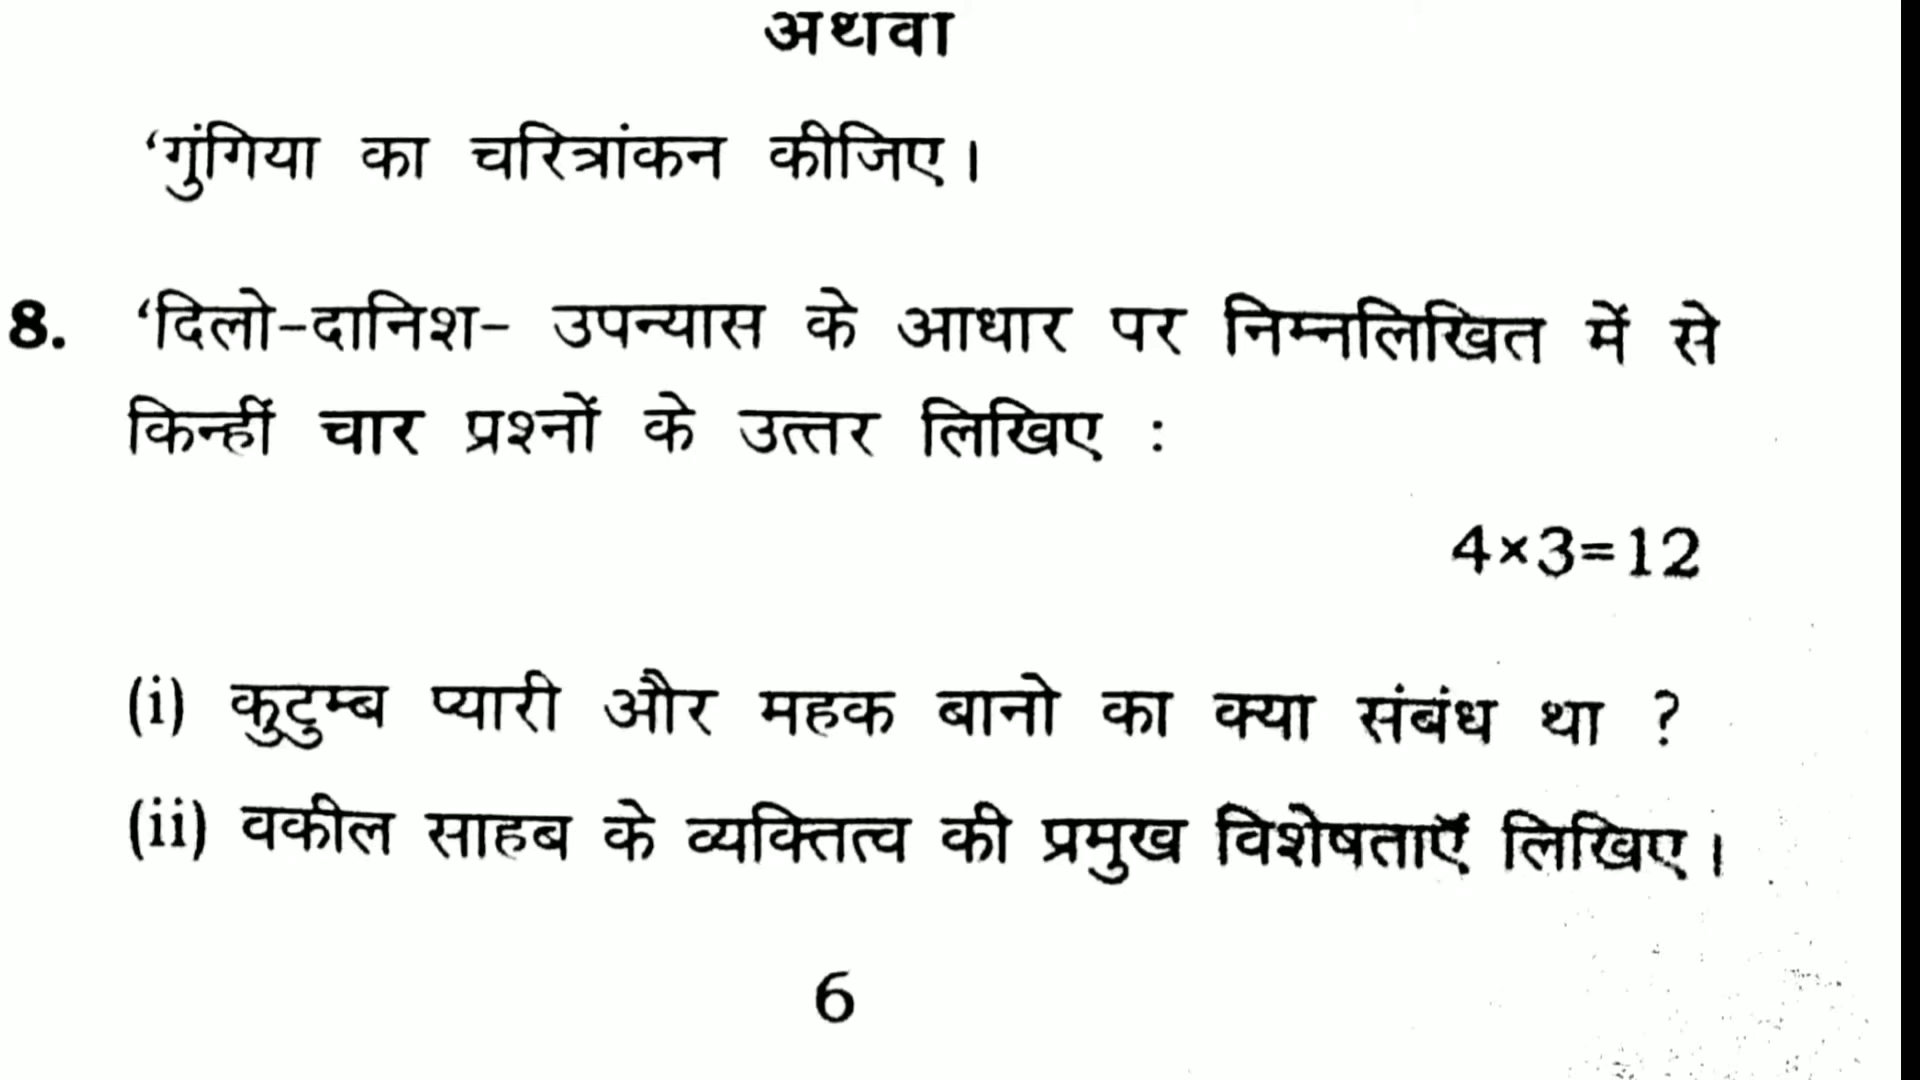 अथवा
‘गुंगिया का चरित्रांकन कीजिए।
8. ‘दिलो-दानिश- उपन्यास के आधार पर निम्नलिखित में से
किन्हीं चार प्रश्नों के उत्तर लिखिए :
4×3=12
(i) कुटुम्ब प्यारी और महक बानो का क्या संबंध था ?
(ii) वकील साहब के व्यक्तित्व की प्रमुख विशेषताएँ लिखिए।
6